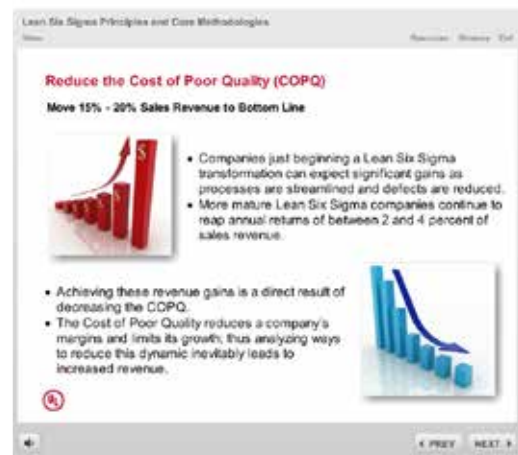 Lean Six Sigma Principles and Core Methodologies
Reduce the Cost of Poor Quality (COPQ)
Move 15% - 20% Sales Revenue to Bottom Line
• Companies just beginning a Lean Six Sigma
transformation can expect significant gains as
processes are streamlined and defects are reduced.
• More mature Lean Six Sigma companies continue to
reap annual returns of between 2 and 4 percent of
sales revenue.
• Achieving these revenue gains is a direct result of
decreasing the COPQ.
• The Cost of Poor Quality reduces a company's
margins and limits its growth; thus analyzing ways
to reduce this dynamic inevitably leads to
increased revenue.
UL
PREV NEXT